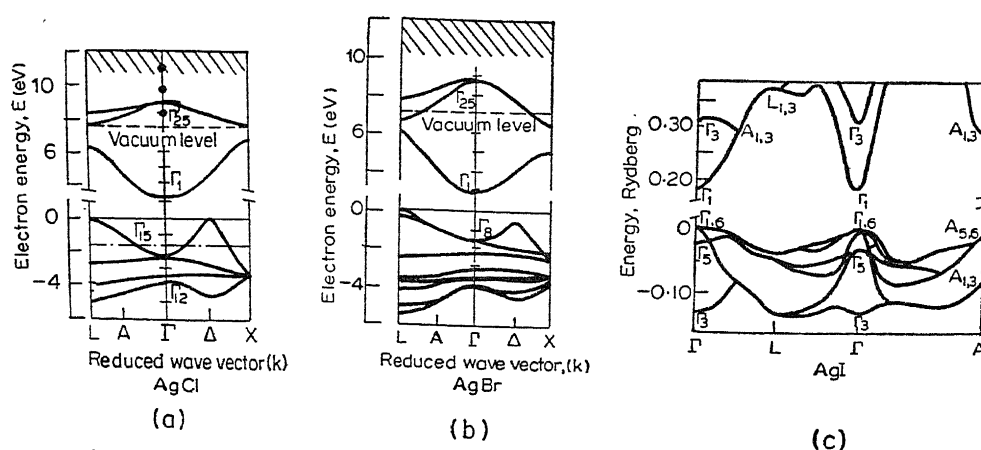 Electron energy, E (eV)
10
6
0
-4
Γ25
Vacuum level
Γ1
Γ15
Γ12
L A Γ Δ X
Reduced wave vector(k)
AgCl
(a)
Electron energy, E (eV)
10
6
0
-4
Γ25
Vacuum level
Γ1
Γ8
L A Γ Δ X
Reduced wave vector,(k)
AgBr
(b)
Energy, Rydberg
0.30
0.20
-0.10
Γ3
A1,3
L1,3
Γ3
A1,3
Γ1
Γ1
Γ1,6
Γ1,6
A5,6
Γ5
Γ5
A1,3
Γ3
Γ3
Γ L Γ A
AgI
(c)